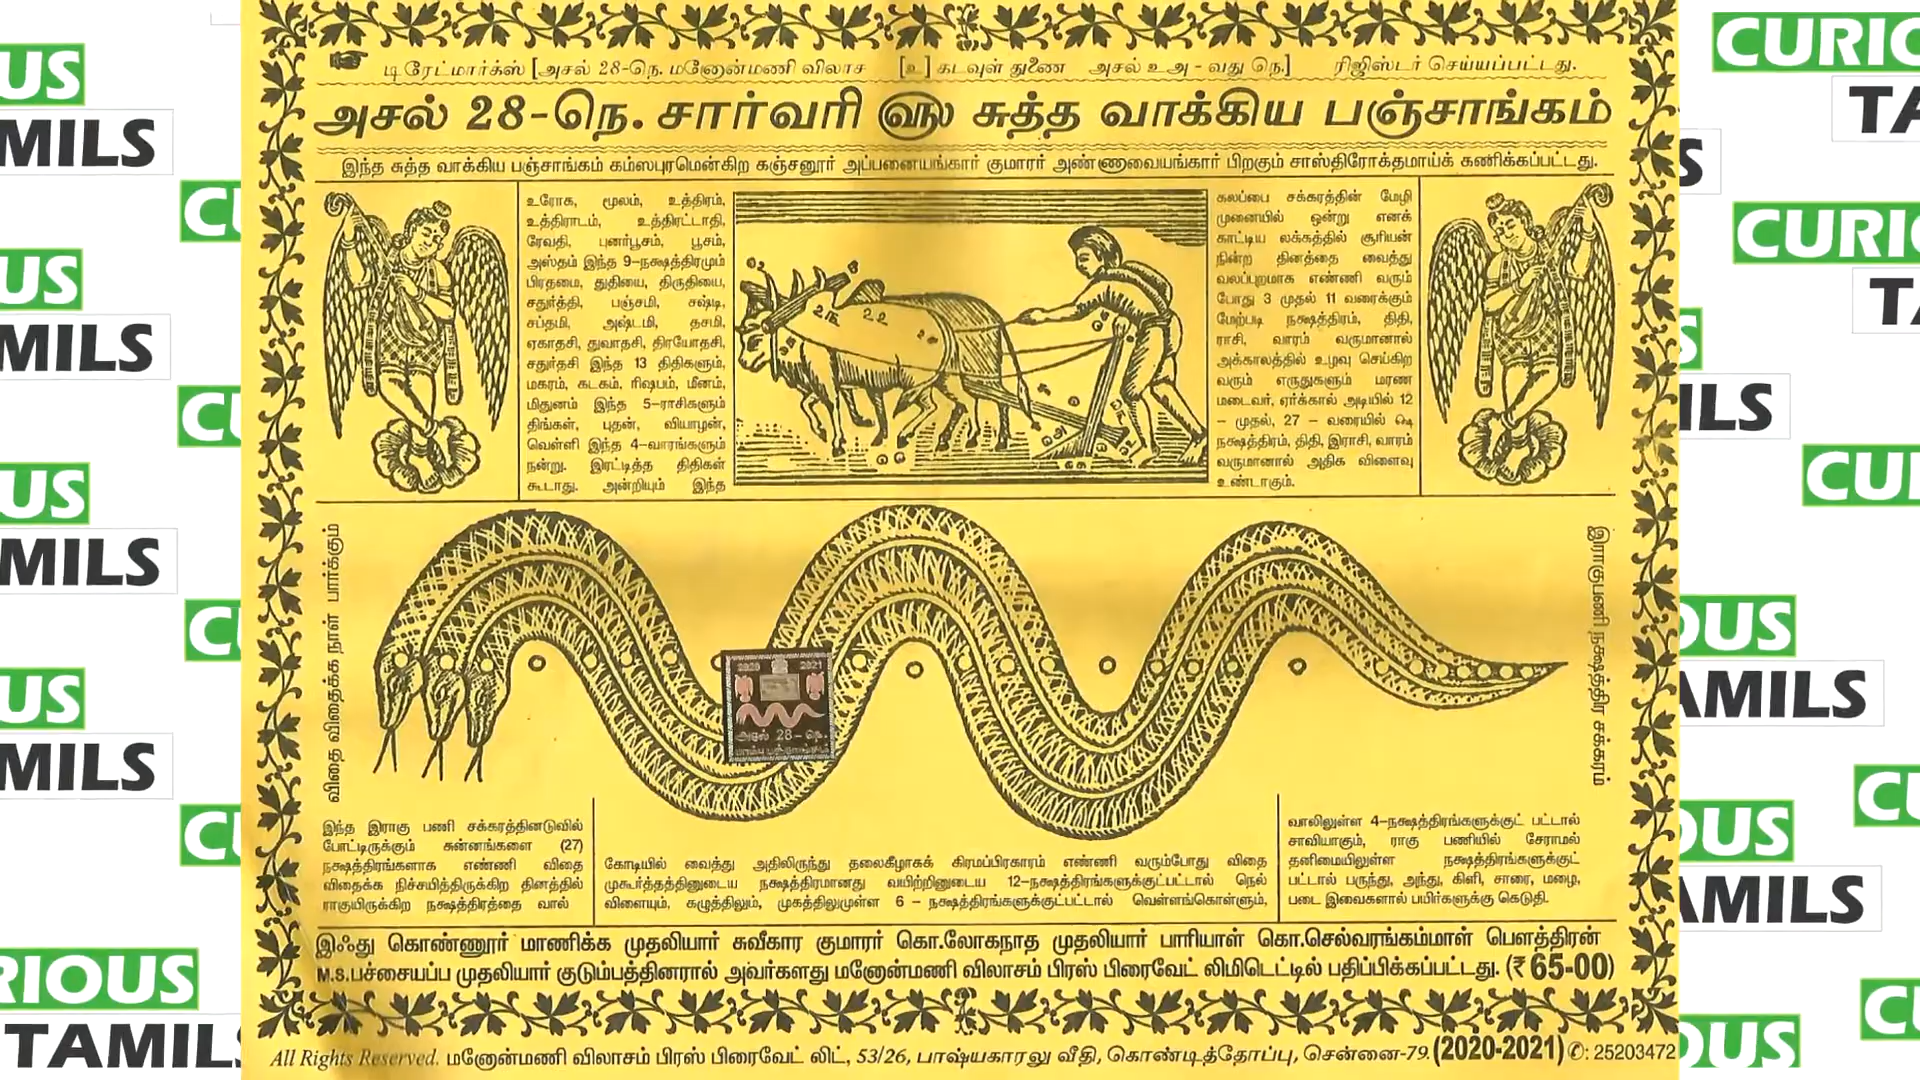 டிரேட்மார்க்ஸ் [அசல் 28-நெ. மனோன்மணி விலாச [உ] கடவுள் துணை அசல் உஅ - வது நெ.] ரிஜிஸ்டர் செய்யப்பட்டது.
அசல் 28-நெ. சார்வரி ௵ சுத்த வாக்கிய பஞ்சாங்கம்
இந்த சுத்த வாக்கிய பஞ்சாங்கம் கம்ஸபுரமென்கிற கஞ்சனூர் அப்பனையங்கார் குமாரர் அண்ணாவையங்கார் பிறகும் சாஸ்திரோக்தமாய்க் கணிக்கப்பட்டது.
உரோக, மூலம், உத்திரம்,
உத்திராடம், உத்திரட்டாதி,
ரேவதி, புனர்பூசம், பூசம்,
அஸ்தம் இந்த 9-நக்ஷத்திரமும்
பிரதமை, துதியை, திருதியை,
சதுர்த்தி, பஞ்சமி, சஷ்டி,
சப்தமி, அஷ்டமி, தசமி,
ஏகாதசி, துவாதசி, திரயோதசி,
சதுர்தசி இந்த 13 திதிகளும்,
மகரம், கடகம், ரிஷபம், மீனம்,
மிதுனம் இந்த 5-ராசிகளும்
திங்கள், புதன், வியாழன்,
வெள்ளி இந்த 4-வாரங்களும்
நன்று. இரட்டித்த திதிகள்
கூடாது. அன்றியும் இந்த
கலப்பை சக்கரத்தின் மேழி
முனையில் ஒன்று எனக்
காட்டிய லக்கத்தில் சூரியன்
நின்ற தினத்தை வைத்து
வலப்புறமாக எண்ணி வரும்
போது 3 முதல் 11 வரைக்கும்
மேற்படி நக்ஷத்திரம், திதி,
ராசி, வாரம் வருமானால்
அக்காலத்தில் உழவு செய்கிற
வரும் எருதுகளும் மரண
மடைவர், ஏர்க்கால் அடியில் 12
- முதல், 27 - வரையில்
நக்ஷத்திரம், திதி, இராசி, வாரம்
வருமானால் அதிக விளைவு
உண்டாகும்.
விதை விதைக்க நாள் பார்க்கும்
இராகுபணி நக்ஷத்திர சக்கரம்
2020 2021
அசல் 28-நெ.
பாம்பு பஞ்சாங்கம்
இந்த இராகு பணி சக்கரத்தினடுவில்
போட்டிருக்கும் சுன்னங்களை (27)
நக்ஷத்திரங்களாக எண்ணி விதை
விதைக்க நிச்சயித்திருக்கிற தினத்தில்
ராகுயிருக்கிற நக்ஷத்திரத்தை வால்
கோடியில் வைத்து அதிலிருந்து தலைகீழாகக் கிரமப்பிரகாரம் எண்ணி வரும்போது விதை
முகூர்த்தத்தினுடைய நக்ஷத்திரமானது வயிற்றினுடைய 12-நக்ஷத்திரங்களுக்குட்பட்டால் நெல்
விளையும், கழுத்திலும், முகத்திலுமுள்ள 6 - நக்ஷத்திரங்களுக்குட்பட்டால் வெள்ளங்கொள்ளும்,
வாலிலுள்ள 4-நக்ஷத்திரங்களுக்குட் பட்டால்
சாவியாகும், ராகு பணியில் சேராமல்
தனிமையிலுள்ள நக்ஷத்திரங்களுக்குட்
பட்டால் பருந்து, அந்து, கிளி, சாரை, மழை,
படை இவைகளால் பயிர்களுக்கு கெடுதி.
இஃது கொண்ணூர் மாணிக்க முதலியார் சுவீகார குமாரர் கொ.லோகநாத முதலியார் பாரியாள் கொ.செல்வரங்கம்மாள் பௌத்திரன்
M.S.பச்சையப்ப முதலியார் குடும்பத்தினரால் அவர்களது மனோன்மணி விலாசம் பிரஸ் பிரைவேட் லிமிடெட்டில் பதிப்பிக்கப்பட்டது. (₹ 65-00)
All Rights Reserved. மனோன்மணி விலாசம் பிரஸ் பிரைவேட் லிட், 53/26, பாஷ்யகாரலு வீதி, கொண்டித்தோப்பு, சென்னை-79. (2020-2021) ✆: 25203472
CURIOUS
TAMILS